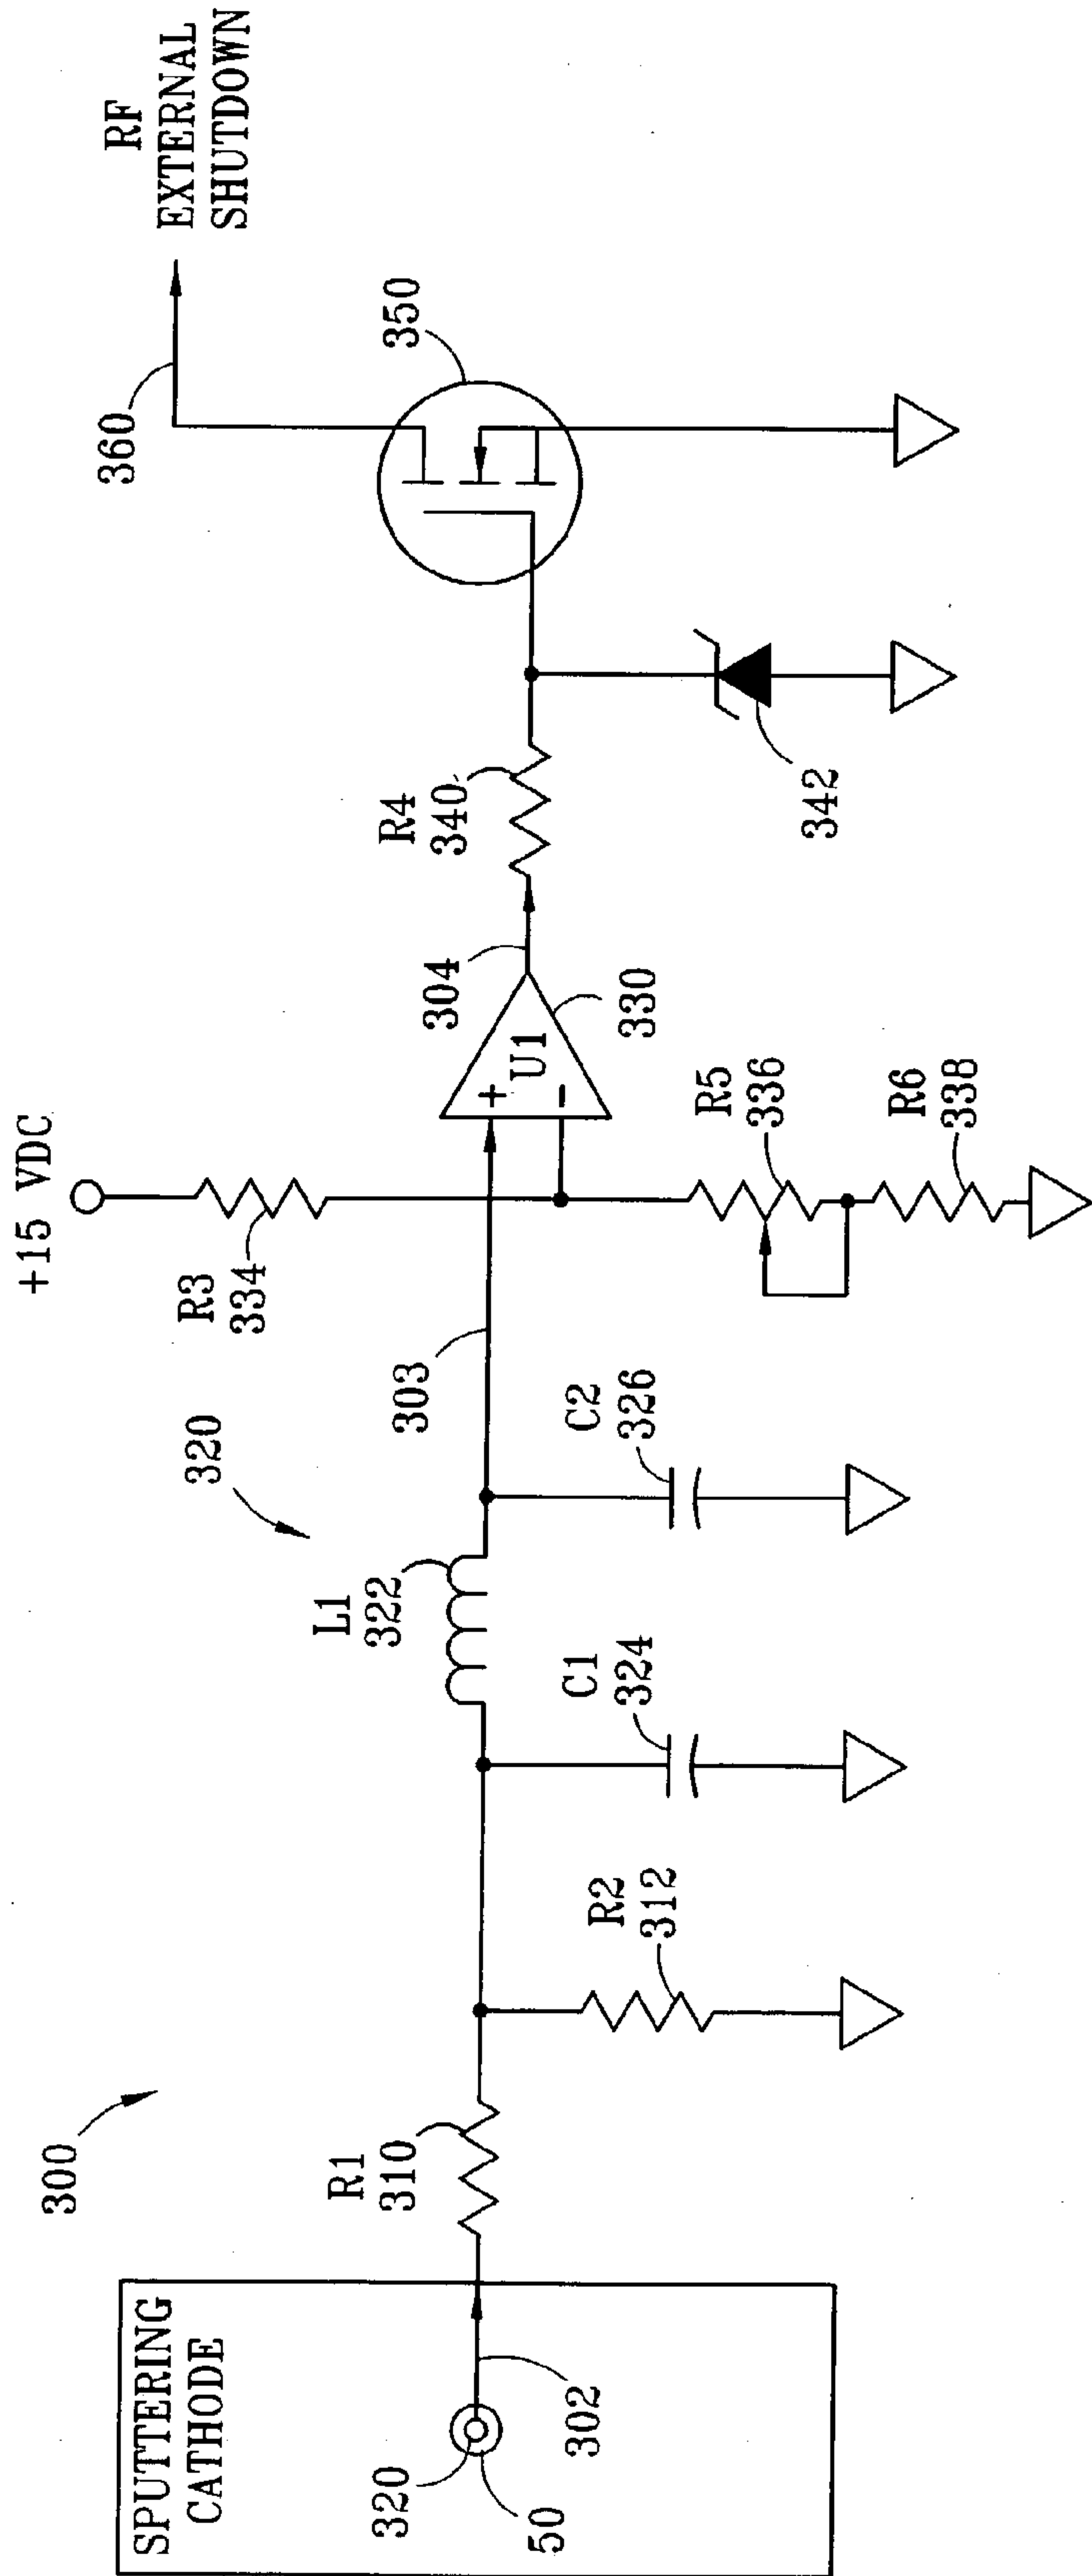 300
SPUTTERING
CATHODE
320
50
302
R1
310
R2
312
C1
324
L1
322
320
C2
326
303
+15 VDC
R3
334
+
U1
-
330
304
R5
336
R6
338
R4
340
342
350
360
RF
EXTERNAL
SHUTDOWN